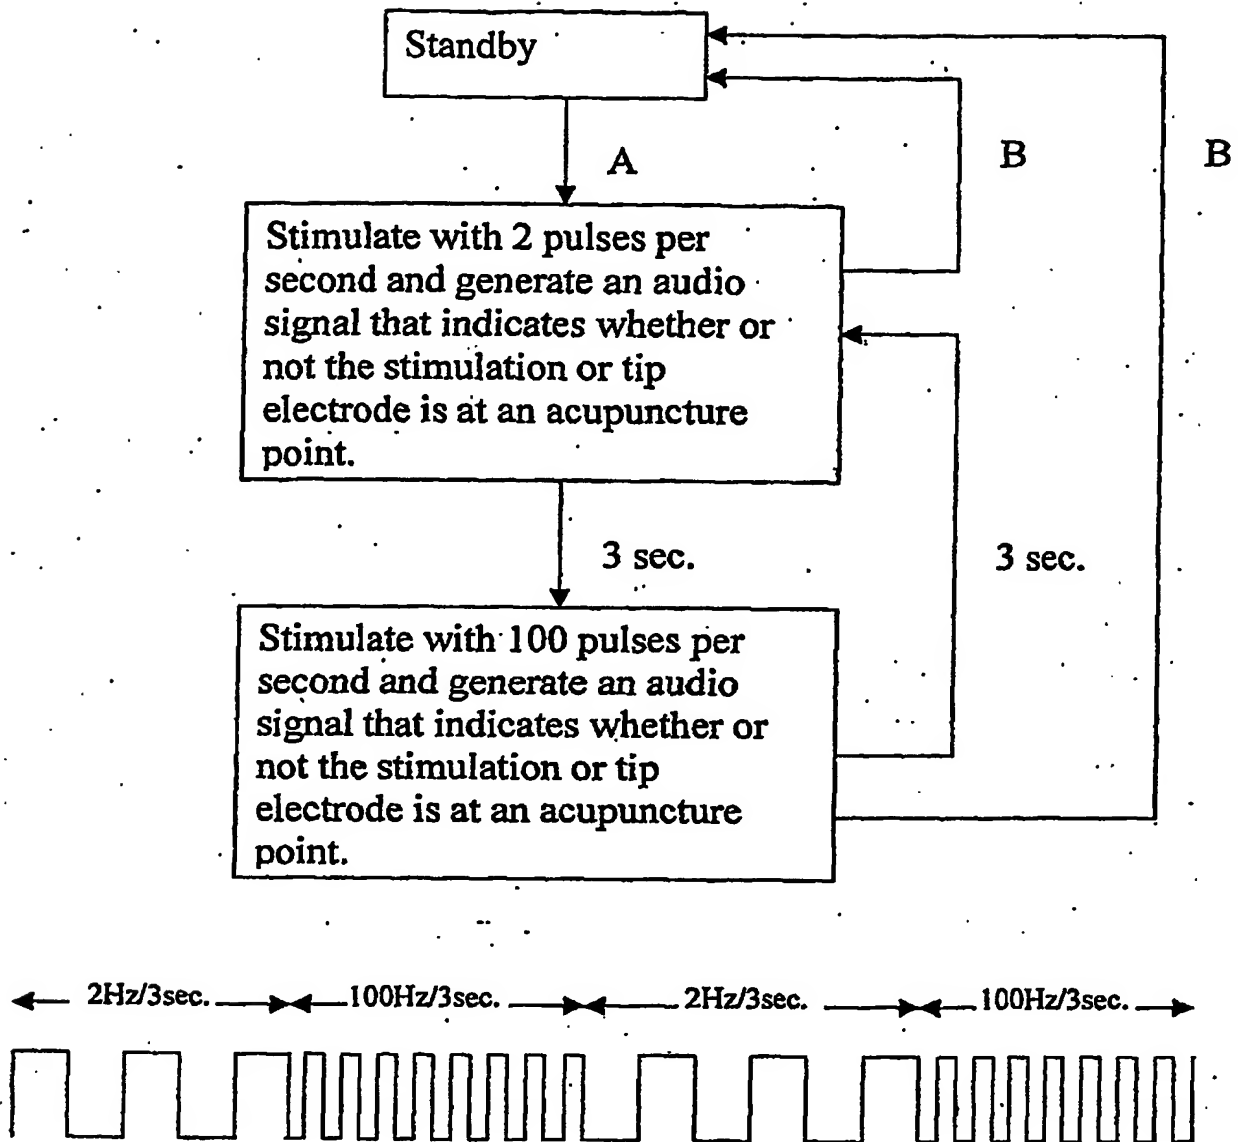 Standby
A
B
B
Stimulate with 2 pulses per
second and generate an audio
signal that indicates whether or
not the stimulation or tip
electrode is at an acupuncture
point.
3 sec.
3 sec.
Stimulate with 100 pulses per
second and generate an audio
signal that indicates whether or
not the stimulation or tip
electrode is at an acupuncture
point.
2Hz/3sec.
100Hz/3sec.
2Hz/3sec.
100Hz/3sec.